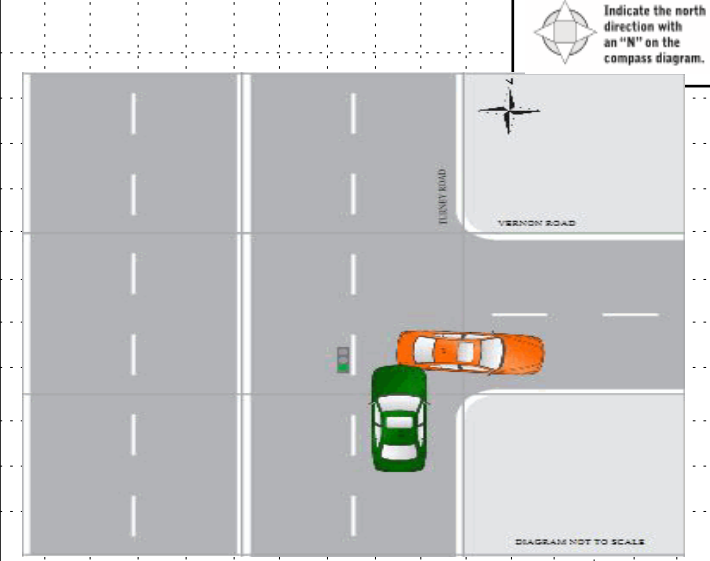 Indicate the north
direction with
an “N” on the
compass diagram.
TURNEY ROAD
VERNON ROAD
DIAGRAM NOT TO SCALE